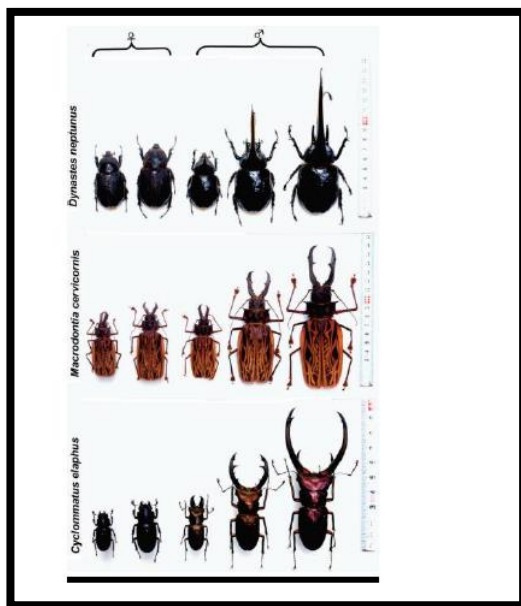 ♀ ♂
Dynastes neptunus
Macrodontia cervicornis
Cyclommatus elaphus